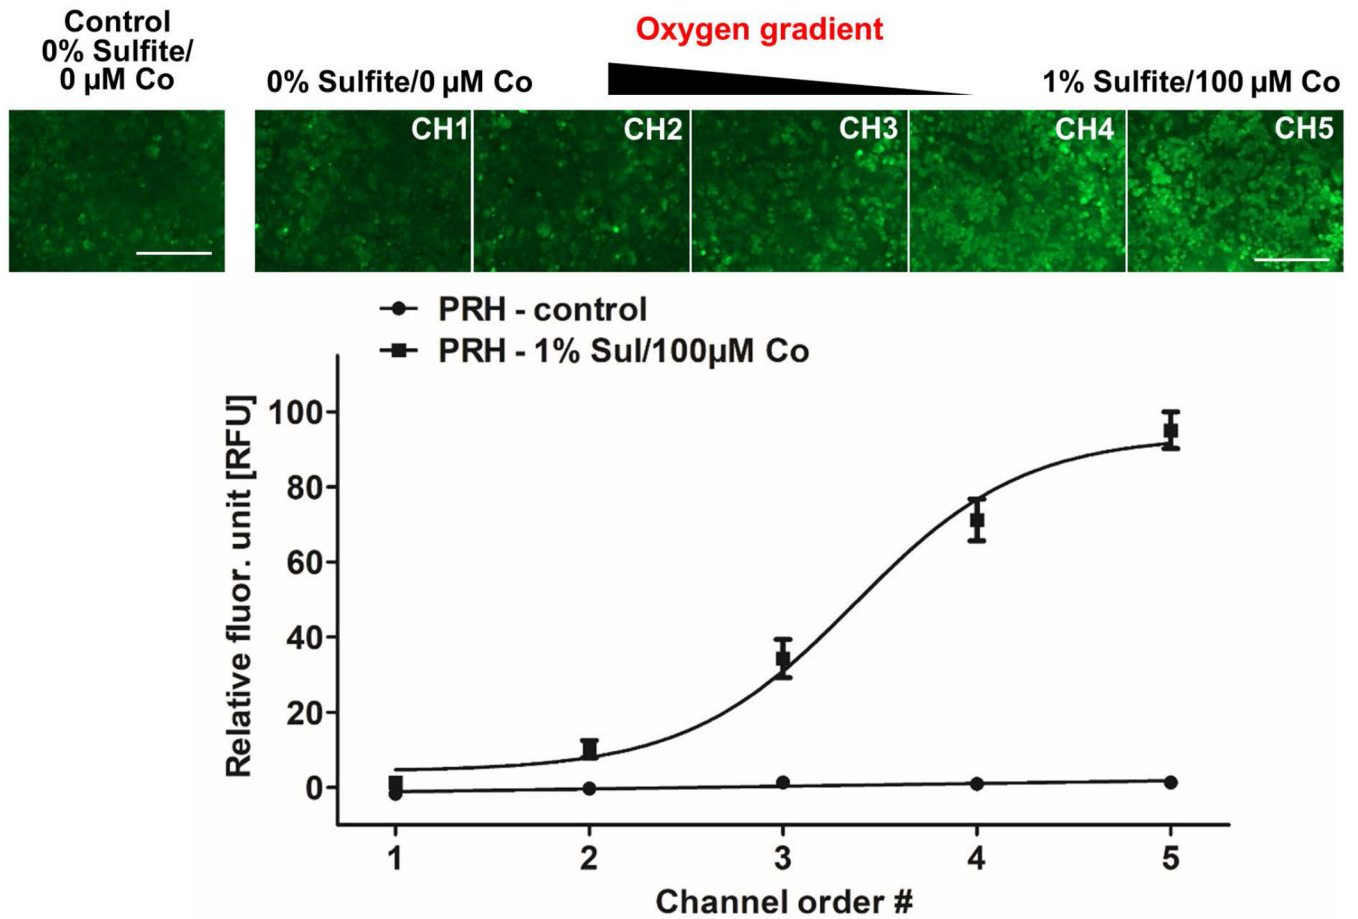 Control
0% Sulfite/
0 µM Co
Oxygen gradient
0% Sulfite/0 µM Co
1% Sulfite/100 µM Co
CH1
CH2
CH3
CH4
CH5
PRH - control
PRH - 1% Sul/100µM Co
Relative fluor. unit [RFU]
100
80
60
40
20
0
1 2 3 4 5
Channel order #